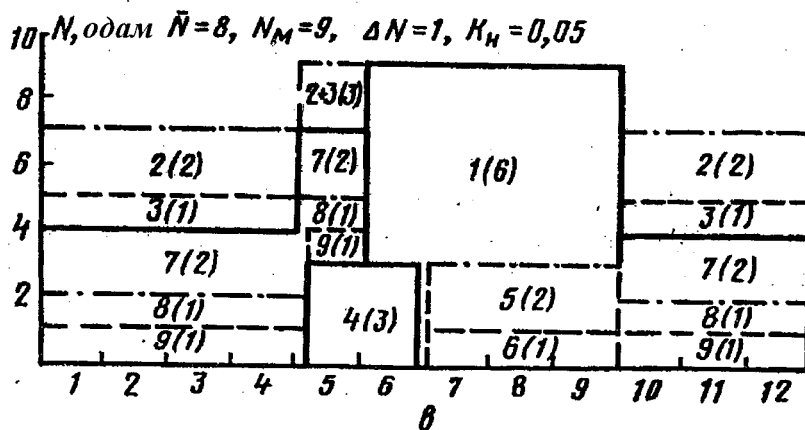 10 N, одам N̄=8, Nм=9, ΔN=1, Kн=0,05
8 2+3(3)
6 2(2) 7(2) 1(6) 2(2)
3(1) 8(1) 3(1)
4 9(1)
7(2) 7(2)
2 5(2)
8(1) 4(3) 8(1)
9(1) 6(1) 9(1)
1 2 3 4 5 6 7 8 9 10 11 12
в